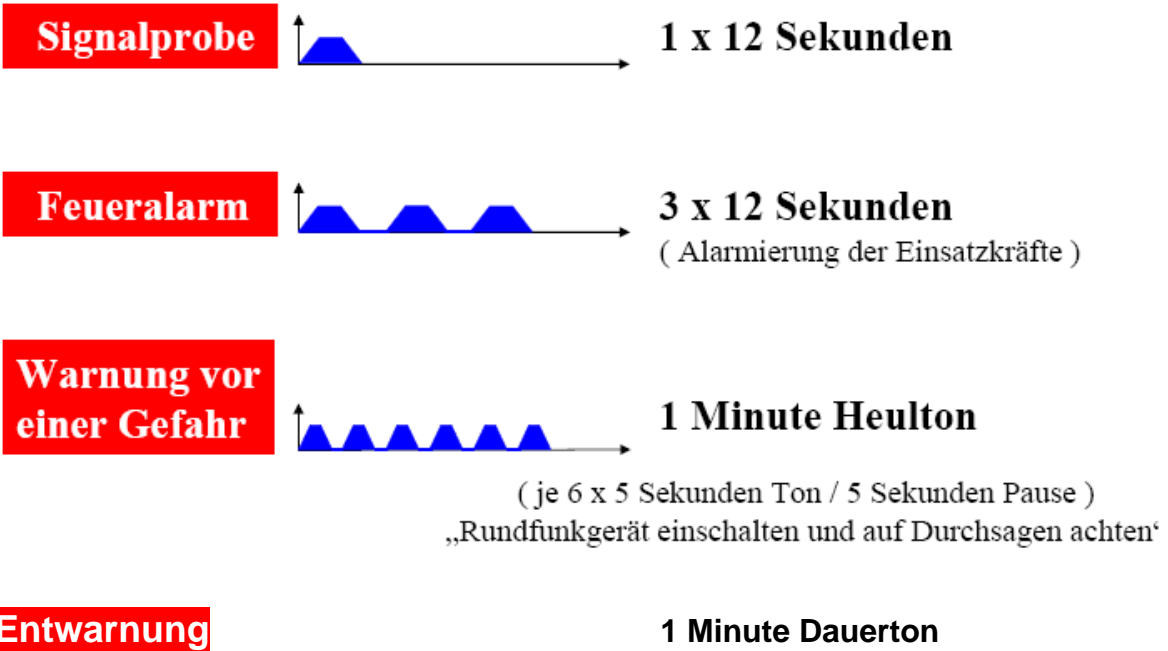 Signalprobe
1 x 12 Sekunden
Feueralarm
3 x 12 Sekunden
( Alarmierung der Einsatzkräfte )
Warnung vor
einer Gefahr
1 Minute Heulton
( je 6 x 5 Sekunden Ton / 5 Sekunden Pause )
„Rundfunkgerät einschalten und auf Durchsagen achten‘
Entwarnung
1 Minute Dauerton